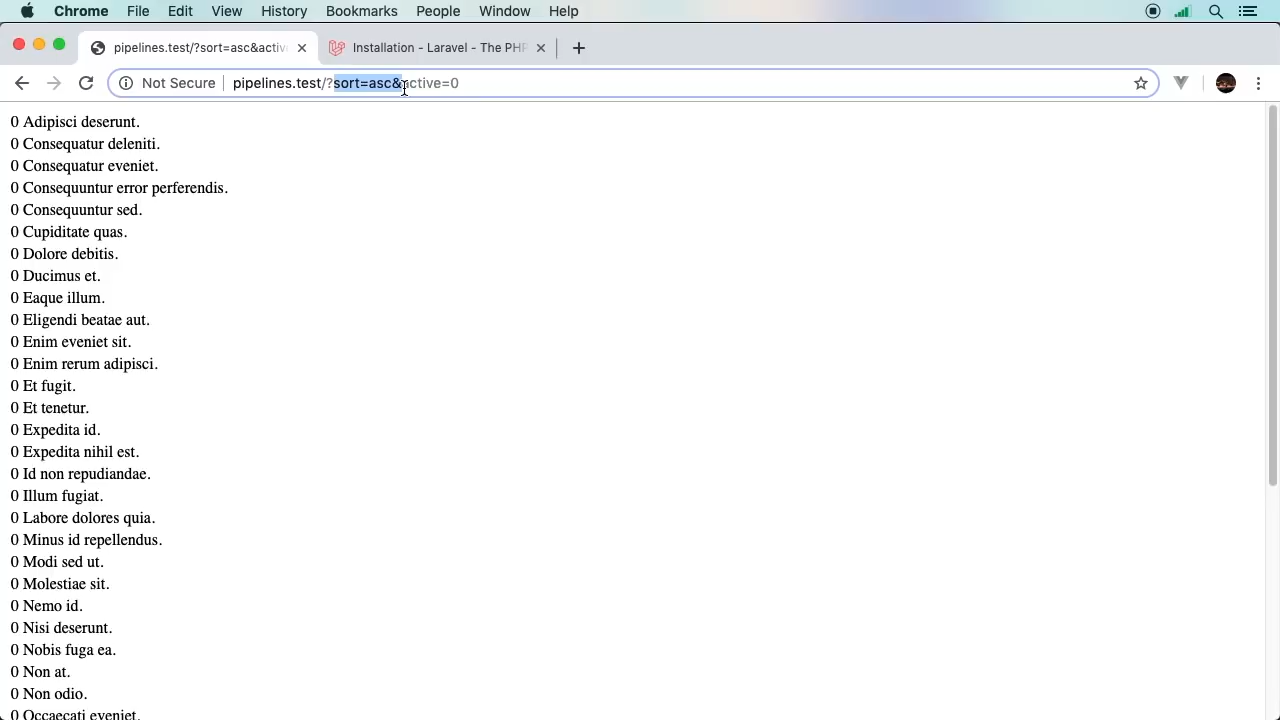 Chrome File Edit View History Bookmarks People Window Help
pipelines.test/?sort=asc&activ
Installation - Laravel - The PHP
Not Secure pipelines.test/?sort=asc&active=0
0 Adipisci deserunt.
0 Consequatur deleniti.
0 Consequatur eveniet.
0 Consequuntur error perferendis.
0 Consequuntur sed.
0 Cupiditate quas.
0 Dolore debitis.
0 Ducimus et.
0 Eaque illum.
0 Eligendi beatae aut.
0 Enim eveniet sit.
0 Enim rerum adipisci.
0 Et fugit.
0 Et tenetur.
0 Expedita id.
0 Expedita nihil est.
0 Id non repudiandae.
0 Illum fugiat.
0 Labore dolores quia.
0 Minus id repellendus.
0 Modi sed ut.
0 Molestiae sit.
0 Nemo id.
0 Nisi deserunt.
0 Nobis fuga ea.
0 Non at.
0 Non odio.
0 Occaecati eveniet.